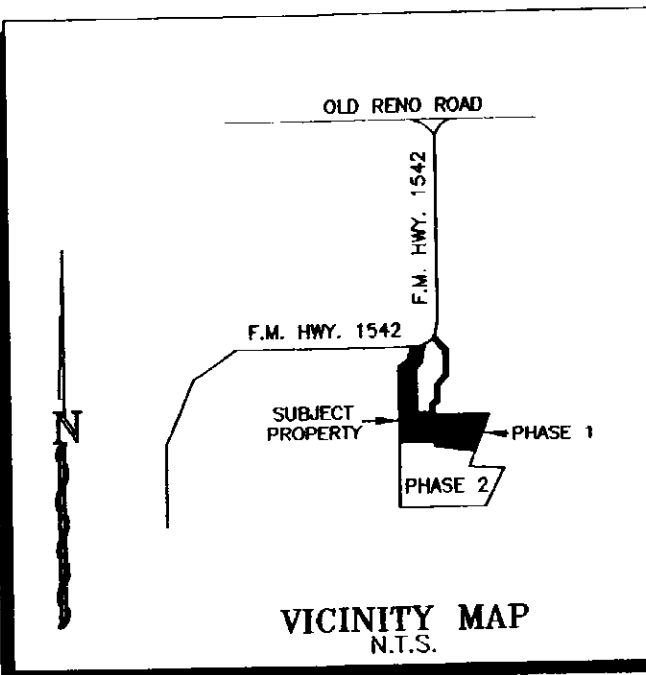 OLD RENO ROAD
F.M. HWY. 1542
F.M. HWY. 1542
SUBJECT
PROPERTY
PHASE 1
N
PHASE 2
VICINITY MAP
N.T.S.